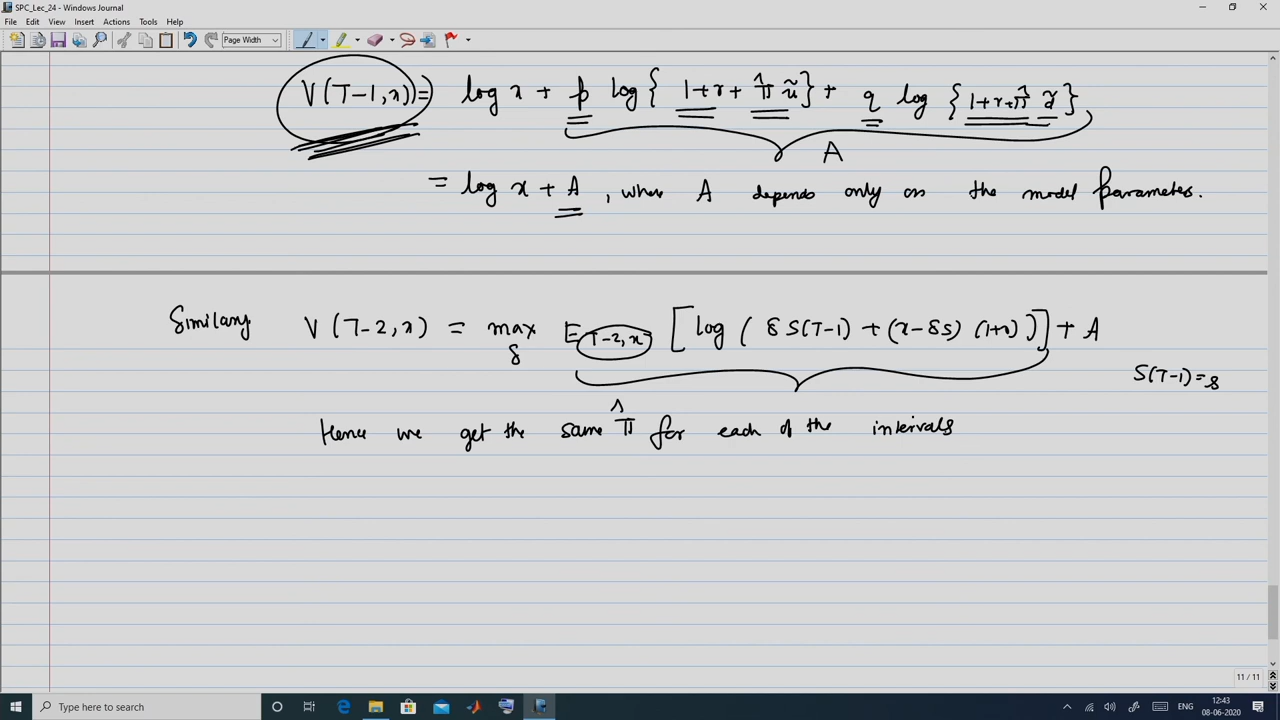 SPC_Lec_24 - Windows Journal
File Edit View Insert Actions Tools Help
Page Width
V(T-1,x) = log x + p log{ 1+r+ π̂ ũ} + q log {1+r+π̂ d̃}
A
= log x + A , where A depends only on the model parameter.
Similary V(T-2,x) = max E [log ( δ S(T-1) + (x-δs) (1+r) )] + A
δ T-2,x
S(T-1)=s
Hence we get the same π̂ for each of the intervals
11 / 11
Type here to search
ENG
12:43
08-06-2020